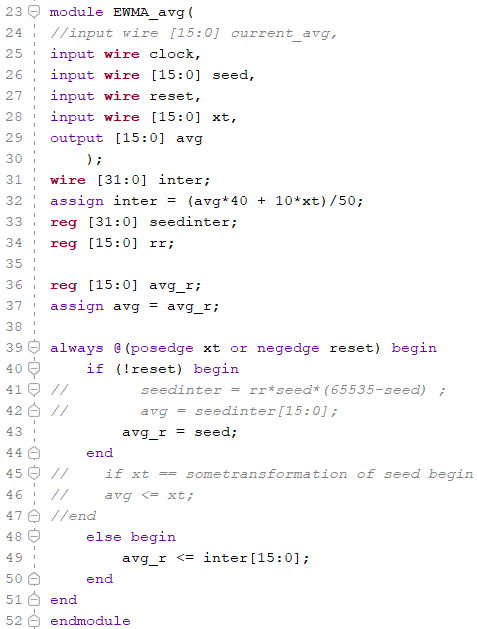 23 module EWMA_avg(
24 //input wire [15:0] current_avg,
25 input wire clock,
26 input wire [15:0] seed,
27 input wire reset,
28 input wire [15:0] xt,
29 output [15:0] avg
30     );
31 wire [31:0] inter;
32 assign inter = (avg*40 + 10*xt)/50;
33 reg [31:0] seedinter;
34 reg [15:0] rr;
35
36 reg [15:0] avg_r;
37 assign avg = avg_r;
38
39 always @(posedge xt or negedge reset) begin
40     if (!reset) begin
41 //        seedinter = rr*seed*(65535-seed) ;
42 //        avg = seedinter[15:0];
43         avg_r = seed;
44     end
45 //    if xt == sometransformation of seed begin
46 //    avg <= xt;
47 //end
48     else begin
49         avg_r <= inter[15:0];
50     end
51 end
52 endmodule